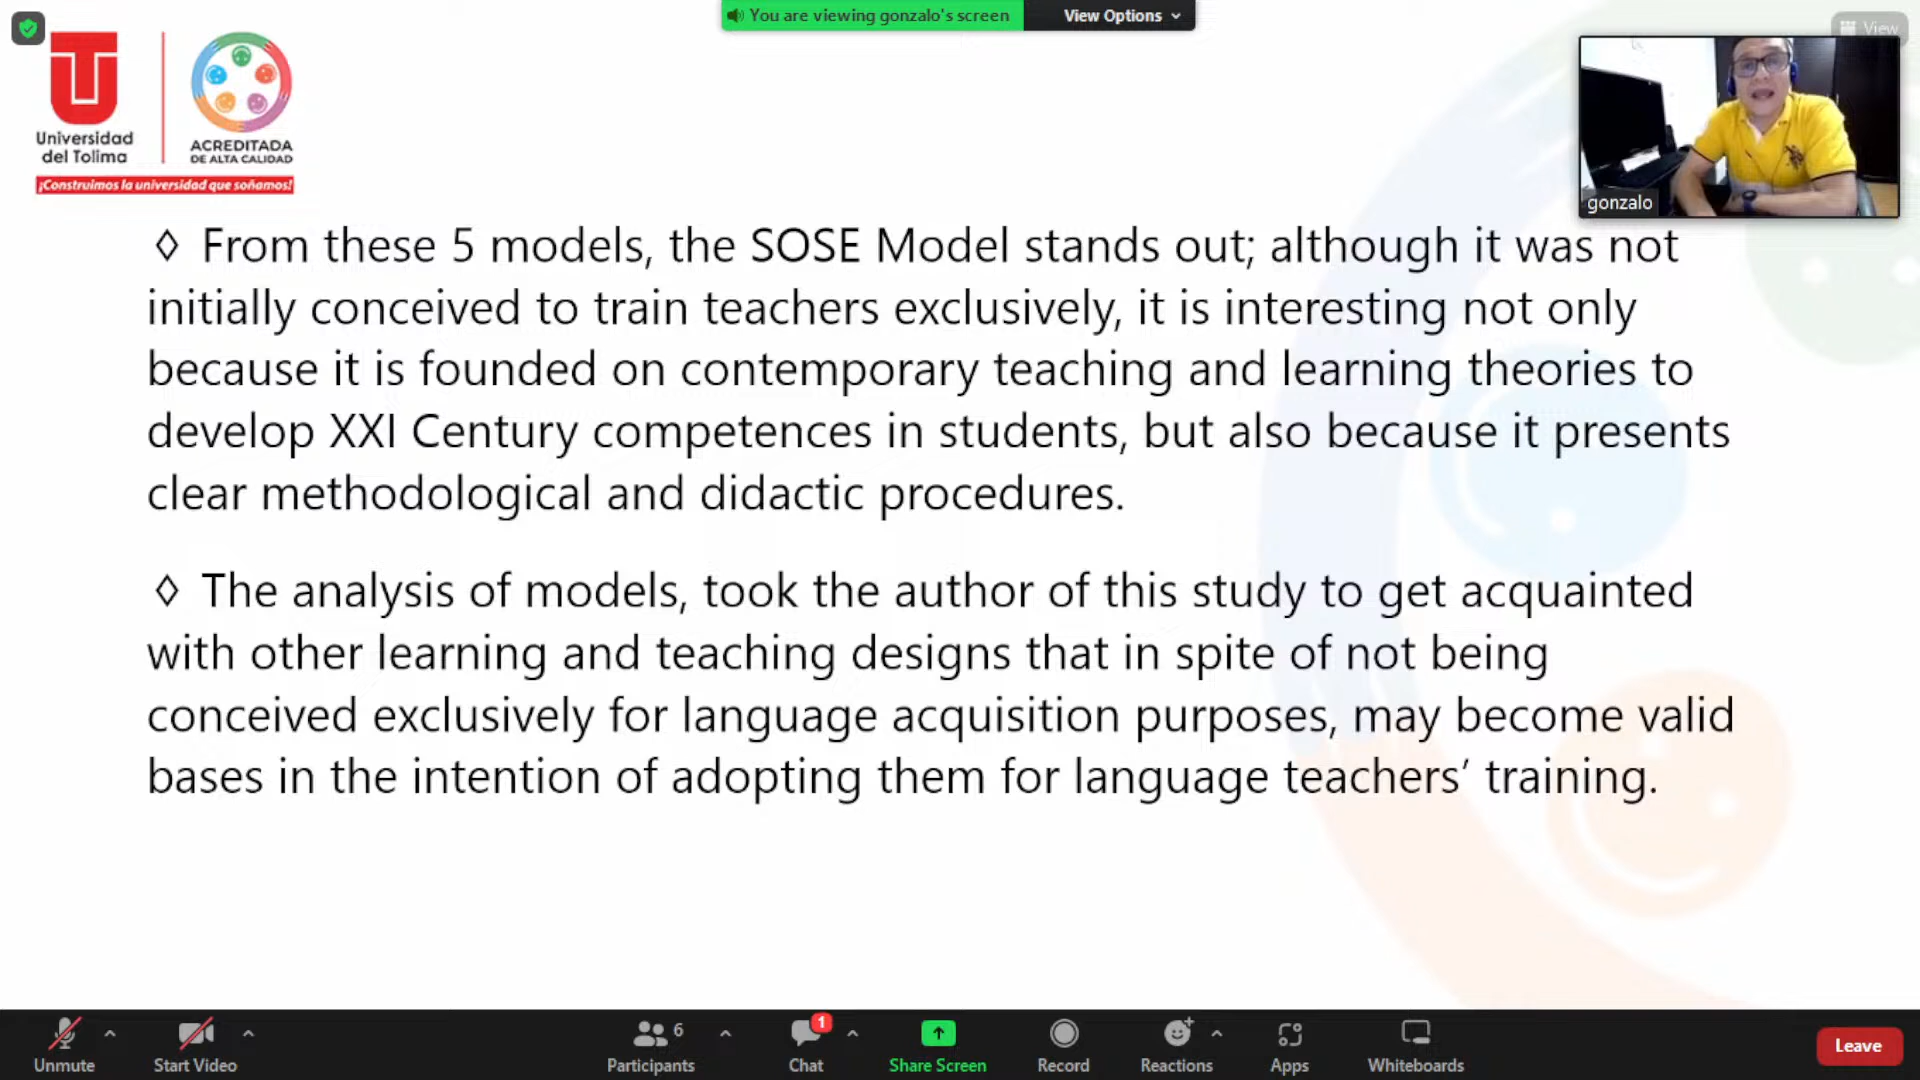 You are viewing gonzalo's screen
View Options
View
Universidad
del Tolima
ACREDITADA
DE ALTA CALIDAD
¡Construimos la universidad que soñamos!
gonzalo
◊ From these 5 models, the SOSE Model stands out; although it was not
initially conceived to train teachers exclusively, it is interesting not only
because it is founded on contemporary teaching and learning theories to
develop XXI Century competences in students, but also because it presents
clear methodological and didactic procedures.
◊ The analysis of models, took the author of this study to get acquainted
with other learning and teaching designs that in spite of not being
conceived exclusively for language acquisition purposes, may become valid
bases in the intention of adopting them for language teachers’ training.
Unmute
Start Video
6
Participants
1
Chat
Share Screen
Record
Reactions
Apps
Whiteboards
Leave